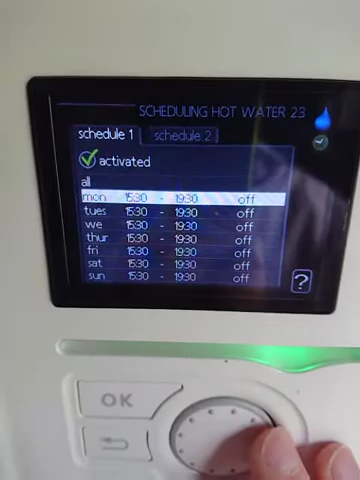 SCHEDULING HOT WATER 2.3
schedule 1 schedule 2
activated
all
mon 15:30 - 19:30 off
tues 15:30 - 19:30 off
we 15:30 - 19:30 off
thur 15:30 - 19:30 off
fri 15:30 - 19:30 off
sat 15:30 - 19:30 off
sun 15:30 - 19:30 off
?
OK